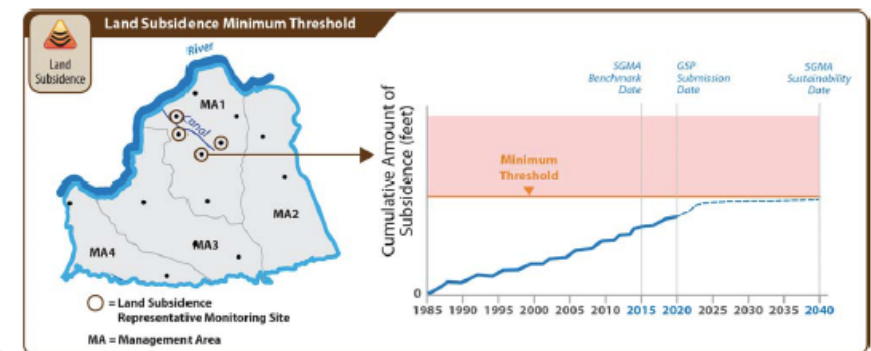 Land Subsidence Minimum Threshold
Land
Subsidence
River
MA1
Canal
MA2
MA3
MA4
= Land Subsidence
Representative Monitoring Site
MA = Management Area
SGMA
Benchmark
Date
GSP
Submission
Date
SGMA
Sustainability
Date
Cumulative Amount of
Subsidence (feet)
Minimum
Threshold
0
1985 1990 1995 2000 2005 2010 2015 2020 2025 2030 2035 2040